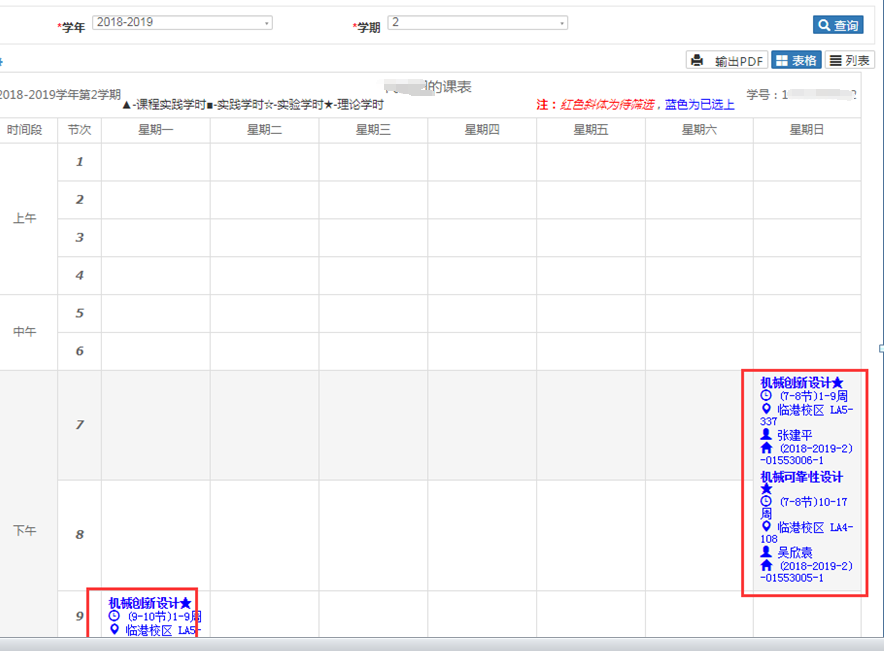 *学年 2018-2019 *学期 2 查询
输出PDF 表格 列表
2018-2019学年第2学期 的课表 学号：1
▲-课程实践学时■-实践学时☆-实验学时★-理论学时 注：红色斜体为待筛选，蓝色为已选上
时间段 节次 星期一 星期二 星期三 星期四 星期五 星期六 星期日
上午
1
2
3
4
中午
5
6
下午
7
机械创新设计★
(7-8节)1-9周
临港校区 LA5-
337
张建平
(2018-2019-2)
-01553006-1
机械可靠性设计
★
(7-8节)10-17
周
临港校区 LA4-
108
吴欣袁
(2018-2019-2)
-01553005-1
8
9
机械创新设计★
(9-10节)1-9周
临港校区 LA5-